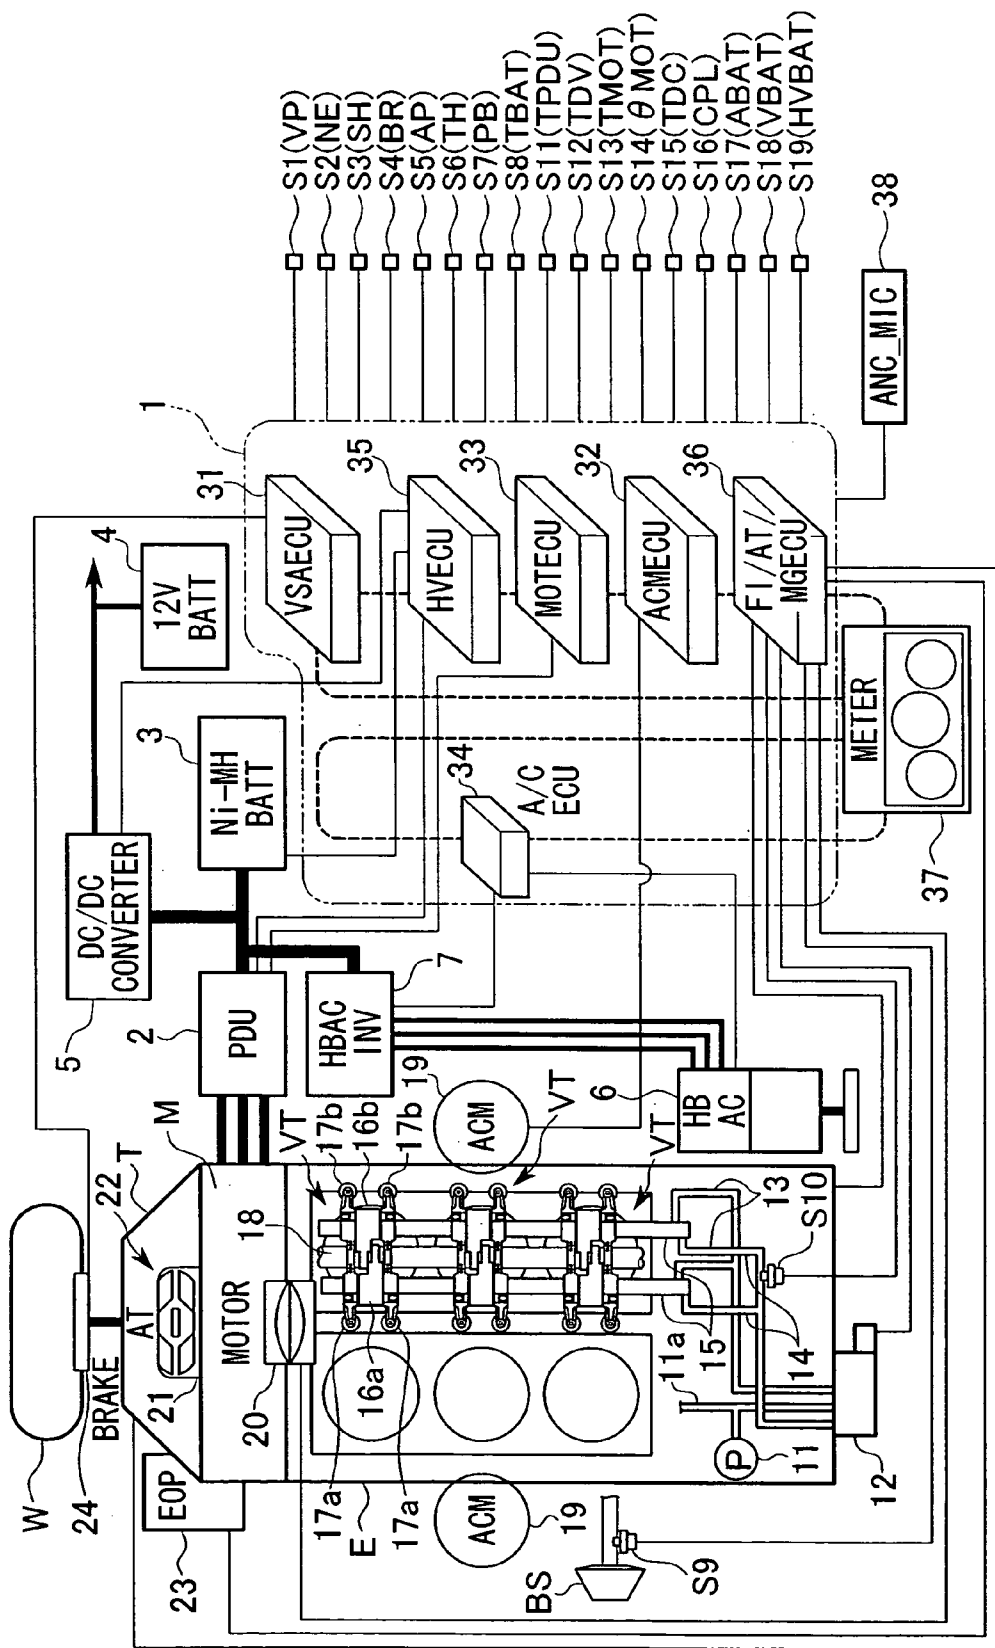 S1(VP)
S2(NE)
S3(SH)
S4(BR)
S5(AP)
S6(TH)
S7(PB)
S8(TBAT)
S11(TPDU)
S12(TDV)
S13(TMOT)
S14(θMOT)
S15(TDC)
S16(CPL)
S17(ABAT)
S18(VBAT)
S19(HVBAT)
38
ANC_MIC
1
31
VSAECU
35
HVECU
33
MOTECU
32
ACMECU
36
FI/AT/
MGECU
4
12V
BATT
3
Ni-MH
BATT
34
A/C
ECU
METER
37
DC/DC
CONVERTER
5
2
PDU
7
HBAC
INV
19
ACM
6
HB
AC
M
T
22
VT
17b
16b
17b
VT
VT
13
S10
W
24
BRAKE
AT
21
MOTOR
20
18
17a
16a
17a
11a
15
14
EOP
23
E
ACM
19
P
11
12
BS
S9